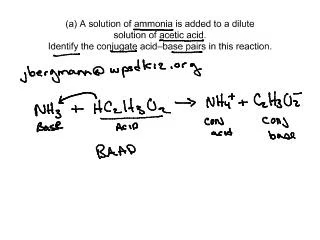 (a) A solution of ammonia is added to a dilute
solution of acetic acid.
Identify the conjugate acid–base pairs in this reaction.
jbergmann@wpsdk12.org
NH₃ + HC₂H₃O₂ → NH₄⁺ + C₂H₃O₂⁻
Base ACID conj acid conj base
BAAD